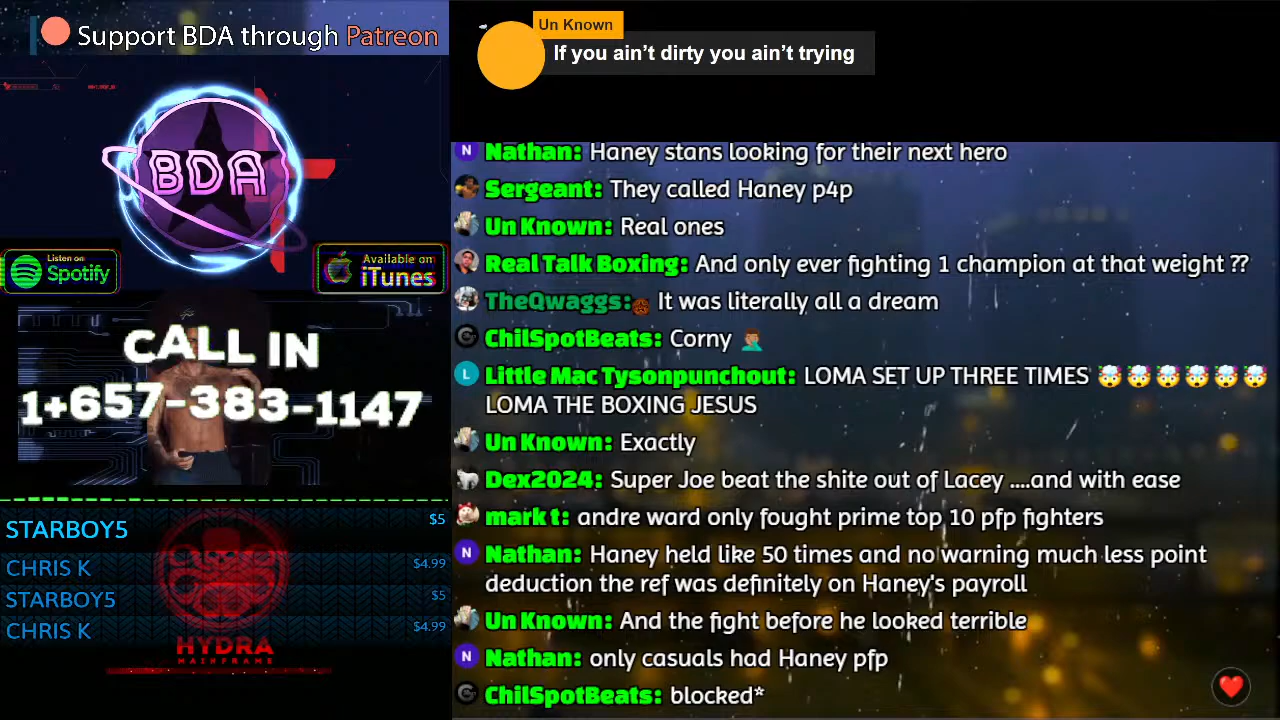 Support BDA through Patreon
BDA
Listen on
Spotify
Available on
iTunes
CALL IN
1+657-383-1147
STARBOY5 $5
CHRIS K $4.99
STARBOY5 $5
CHRIS K $4.99
HYDRA
MAINFRAME
Un Known
If you ain’t dirty you ain’t trying
Nathan: Haney stans looking for their next hero
Sergeant: They called Haney p4p
Un Known: Real ones
Real Talk Boxing: And only ever fighting 1 champion at that weight ??
TheQwaggs: It was literally all a dream
ChilSpotBeats: Corny 🤦🏽‍♂️
L Little Mac Tysonpunchout: LOMA SET UP THREE TIMES 🤯🤯🤯🤯🤯🤯
LOMA THE BOXING JESUS
Un Known: Exactly
Dex2024: Super Joe beat the shite out of Lacey ....and with ease
mark t: andre ward only fought prime top 10 pfp fighters
N Nathan: Haney held like 50 times and no warning much less point
deduction the ref was definitely on Haney's payroll
Un Known: And the fight before he looked terrible
N Nathan: only casuals had Haney pfp
ChilSpotBeats: blocked*